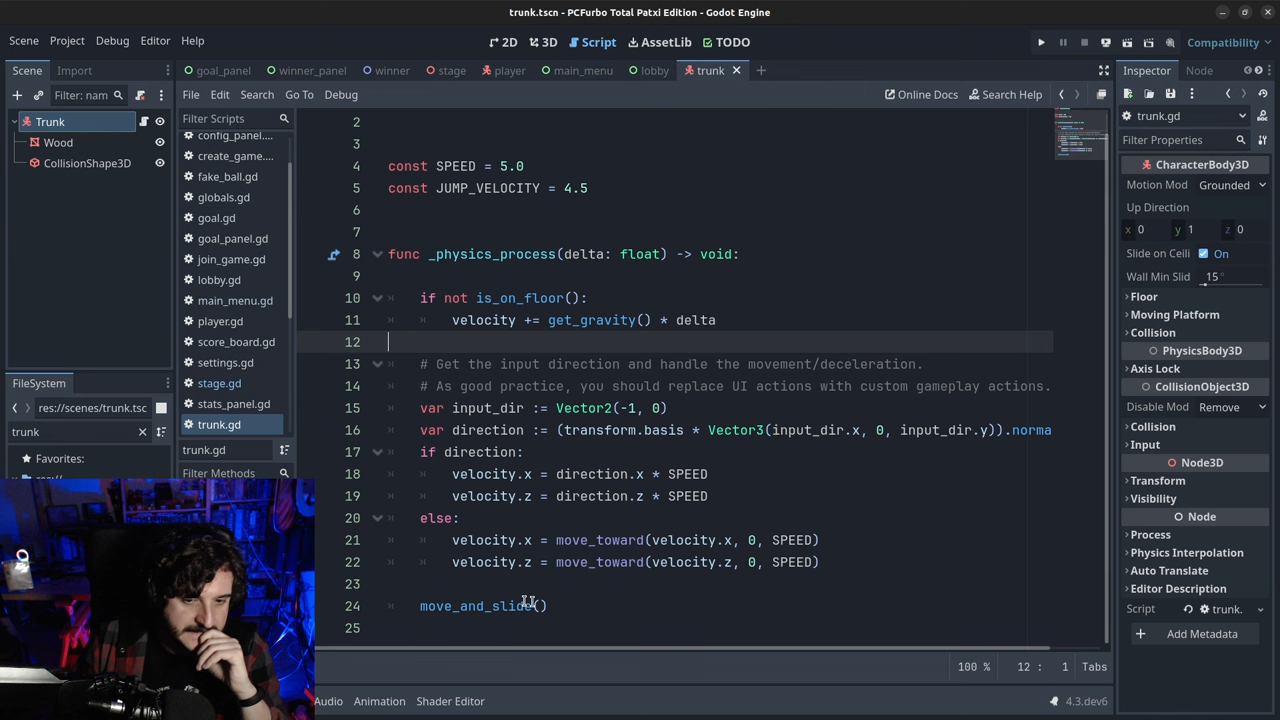 trunk.tscn - PCFurbo Total Patxi Edition - Godot Engine
Scene Project Debug Editor Help
2D 3D Script AssetLib TODO
Compatibility
Scene Import
goal_panel winner_panel winner stage player main_menu lobby trunk
Inspector Node
Filter: nam
File Edit Search Go To Debug
Online Docs Search Help
Trunk
Wood
CollisionShape3D
Filter Scripts
config_panel....
create_game....
fake_ball.gd
globals.gd
goal.gd
goal_panel.gd
join_game.gd
lobby.gd
main_menu.gd
player.gd
score_board.gd
settings.gd
stage.gd
stats_panel.gd
trunk.gd
trunk.gd
Filter Methods
FileSystem
res://scenes/trunk.tsc
trunk
Favorites:
2
3
4 const SPEED = 5.0
5 const JUMP_VELOCITY = 4.5
6
7
8 func _physics_process(delta: float) -> void:
9
10 if not is_on_floor():
11 velocity += get_gravity() * delta
12
13 # Get the input direction and handle the movement/deceleration.
14 # As good practice, you should replace UI actions with custom gameplay actions.
15 var input_dir := Vector2(-1, 0)
16 var direction := (transform.basis * Vector3(input_dir.x, 0, input_dir.y)).norma
17 if direction:
18 velocity.x = direction.x * SPEED
19 velocity.z = direction.z * SPEED
20 else:
21 velocity.x = move_toward(velocity.x, 0, SPEED)
22 velocity.z = move_toward(velocity.z, 0, SPEED)
23
24 move_and_slide()
25
100 % 12 : 1 Tabs
Audio Animation Shader Editor
4.3.dev6
trunk.gd
Filter Properties
CharacterBody3D
Motion Mod Grounded
Up Direction
x 0 y 1 z 0
Slide on Ceili On
Wall Min Slid 15 °
Floor
Moving Platform
Collision
PhysicsBody3D
Axis Lock
CollisionObject3D
Disable Mod Remove
Collision
Input
Node3D
Transform
Visibility
Node
Process
Physics Interpolation
Auto Translate
Editor Description
Script trunk.
Add Metadata